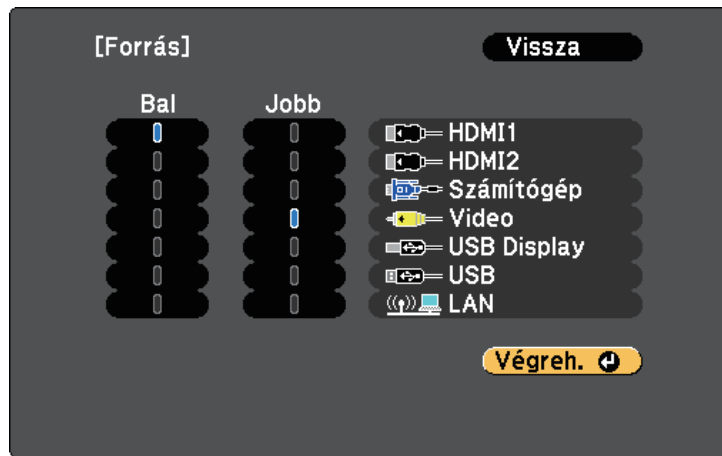 [Forrás] Vissza
Bal Jobb
HDMI1
HDMI2
Számítógép
Video
USB Display
USB
LAN
Végreh.